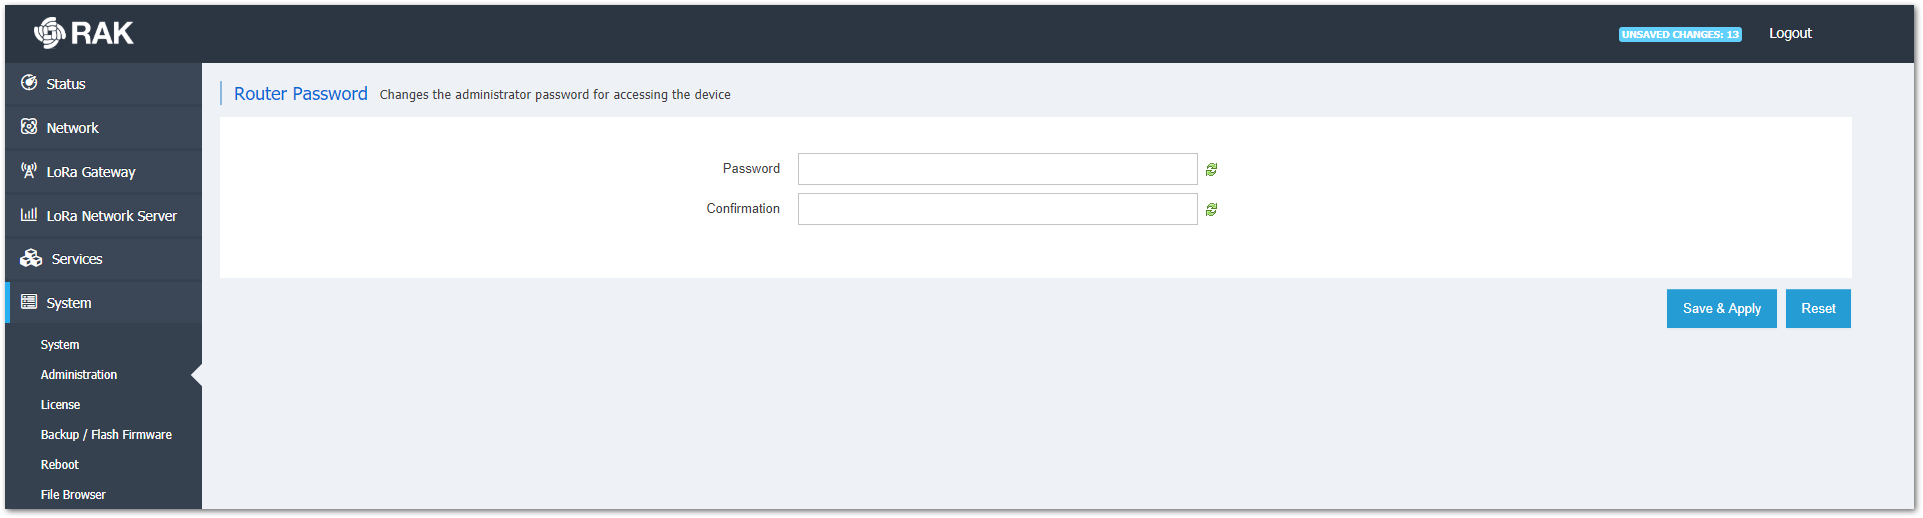 RAK
UNSAVED CHANGES: 13
Logout
Status
Network
LoRa Gateway
LoRa Network Server
Services
System
System
Administration
License
Backup / Flash Firmware
Reboot
File Browser
Router Password Changes the administrator password for accessing the device
Password
Confirmation
Save & Apply
Reset